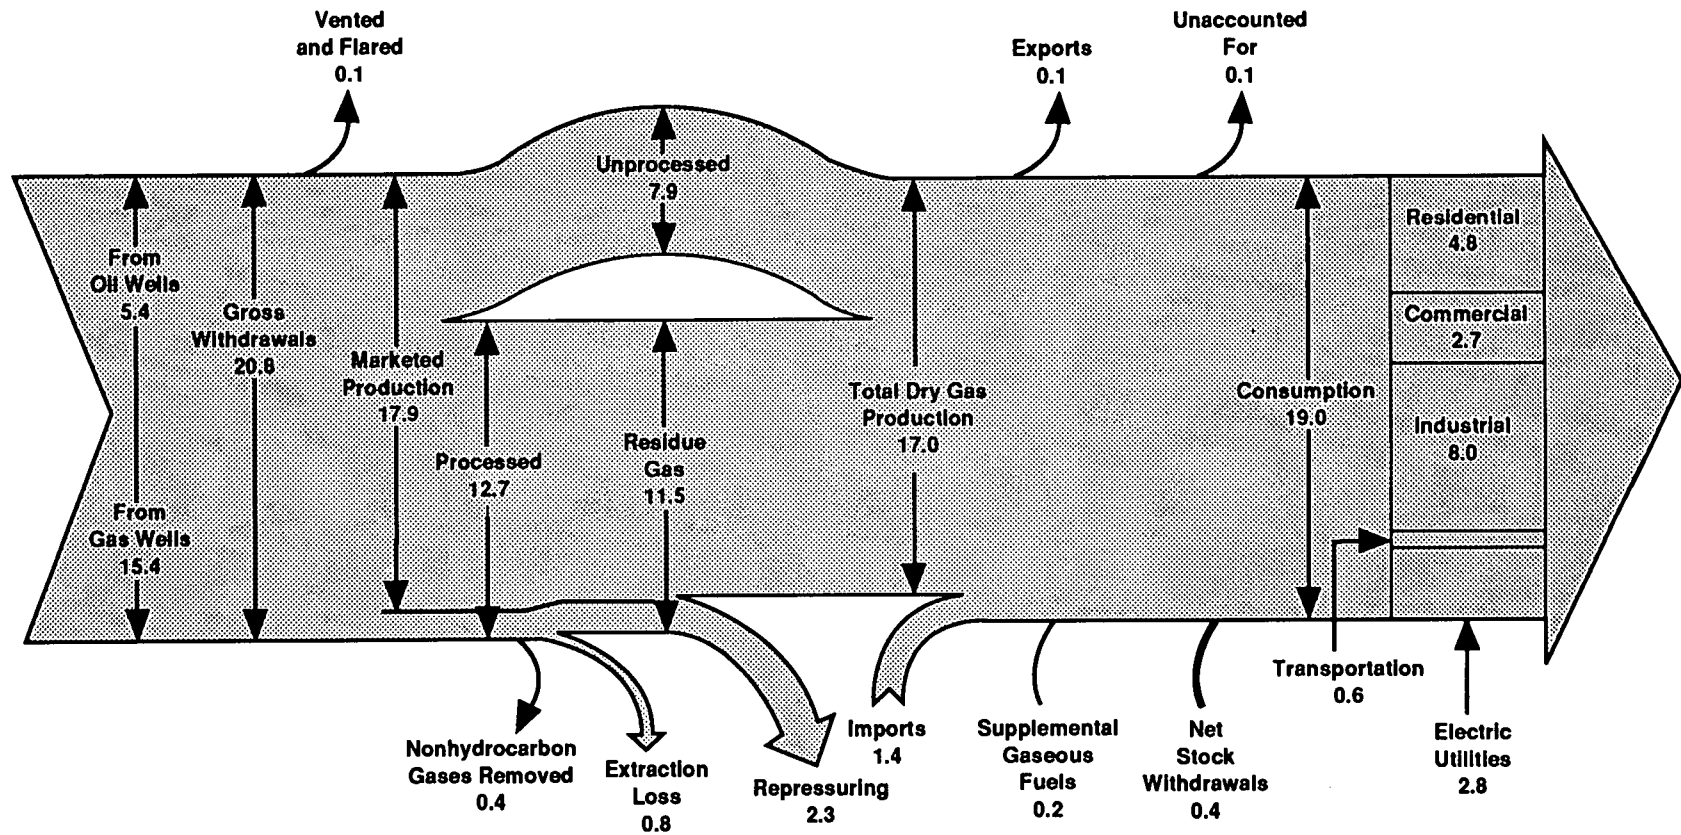 Vented
and Flared
0.1
Exports
0.1
Unaccounted
For
0.1
Unprocessed
7.9
From
Oil Wells
5.4
Gross
Withdrawals
20.8
Marketed
Production
17.9
Processed
12.7
Residue
Gas
11.5
Total Dry Gas
Production
17.0
Consumption
19.0
Residential
4.8
Commercial
2.7
Industrial
8.0
From
Gas Wells
15.4
Nonhydrocarbon
Gases Removed
0.4
Extraction
Loss
0.8
Repressuring
2.3
Imports
1.4
Supplemental
Gaseous
Fuels
0.2
Net
Stock
Withdrawals
0.4
Transportation
0.6
Electric
Utilities
2.8